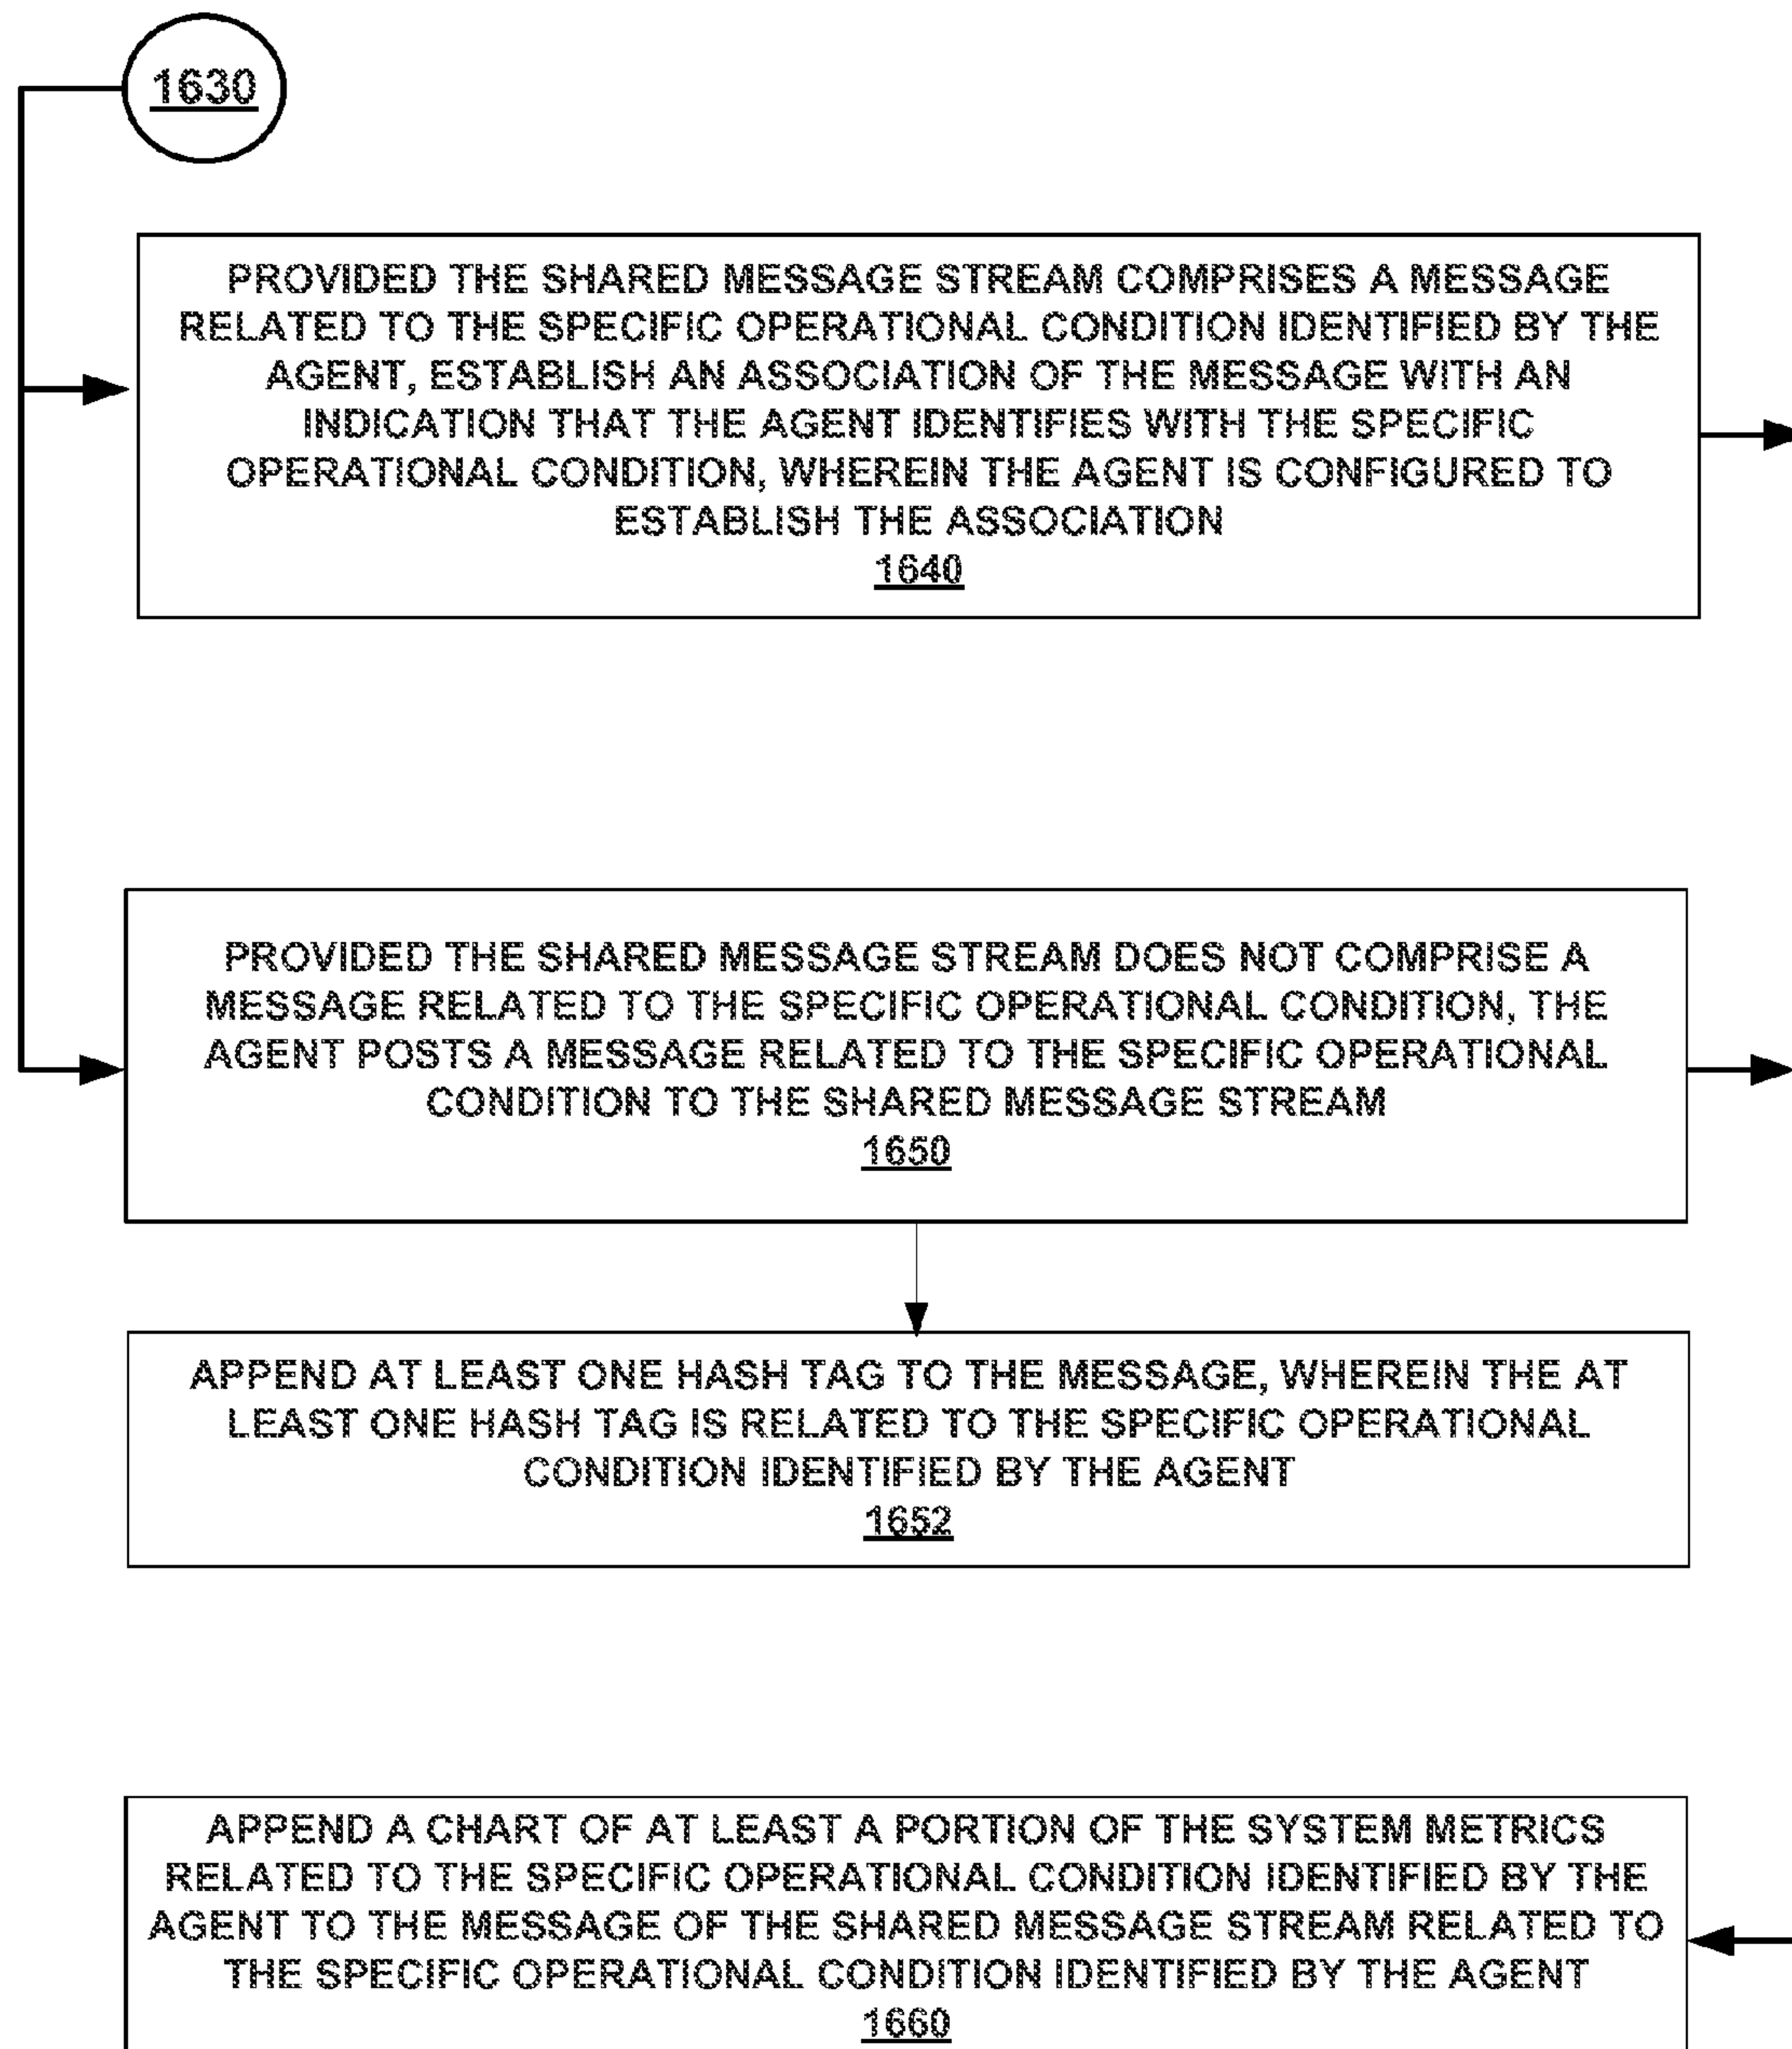 1630
PROVIDED THE SHARED MESSAGE STREAM COMPRISES A MESSAGE
RELATED TO THE SPECIFIC OPERATIONAL CONDITION IDENTIFIED BY THE
AGENT, ESTABLISH AN ASSOCIATION OF THE MESSAGE WITH AN
INDICATION THAT THE AGENT IDENTIFIES WITH THE SPECIFIC
OPERATIONAL CONDITION, WHEREIN THE AGENT IS CONFIGURED TO
ESTABLISH THE ASSOCIATION
1640
PROVIDED THE SHARED MESSAGE STREAM DOES NOT COMPRISE A
MESSAGE RELATED TO THE SPECIFIC OPERATIONAL CONDITION, THE
AGENT POSTS A MESSAGE RELATED TO THE SPECIFIC OPERATIONAL
CONDITION TO THE SHARED MESSAGE STREAM
1650
APPEND AT LEAST ONE HASH TAG TO THE MESSAGE, WHEREIN THE AT
LEAST ONE HASH TAG IS RELATED TO THE SPECIFIC OPERATIONAL
CONDITION IDENTIFIED BY THE AGENT
1652
APPEND A CHART OF AT LEAST A PORTION OF THE SYSTEM METRICS
RELATED TO THE SPECIFIC OPERATIONAL CONDITION IDENTIFIED BY THE
AGENT TO THE MESSAGE OF THE SHARED MESSAGE STREAM RELATED TO
THE SPECIFIC OPERATIONAL CONDITION IDENTIFIED BY THE AGENT
1660